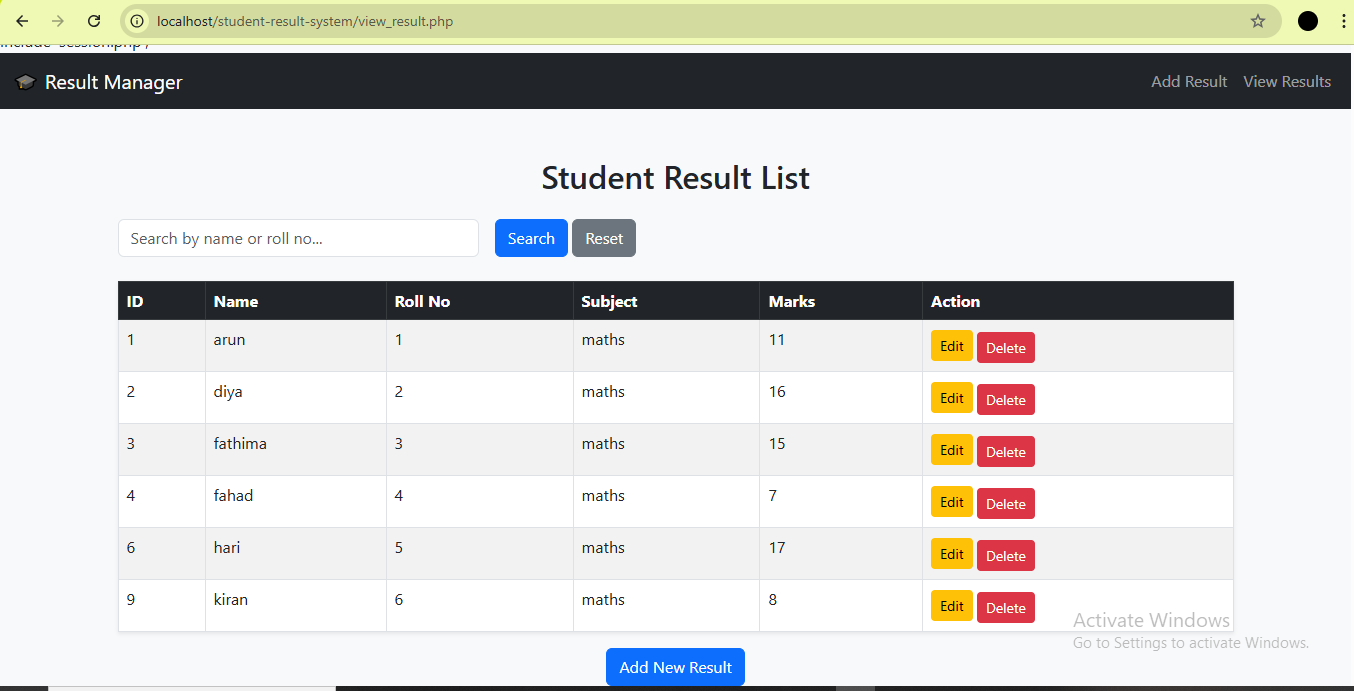 localhost/student-result-system/view_result.php
Result Manager Add Result View Results
Student Result List
Search by name or roll no... Search Reset
ID Name Roll No Subject Marks Action
1 arun 1 maths 11 Edit Delete
2 diya 2 maths 16 Edit Delete
3 fathima 3 maths 15 Edit Delete
4 fahad 4 maths 7 Edit Delete
6 hari 5 maths 17 Edit Delete
9 kiran 6 maths 8 Edit Delete
Activate Windows
Go to Settings to activate Windows.
Add New Result